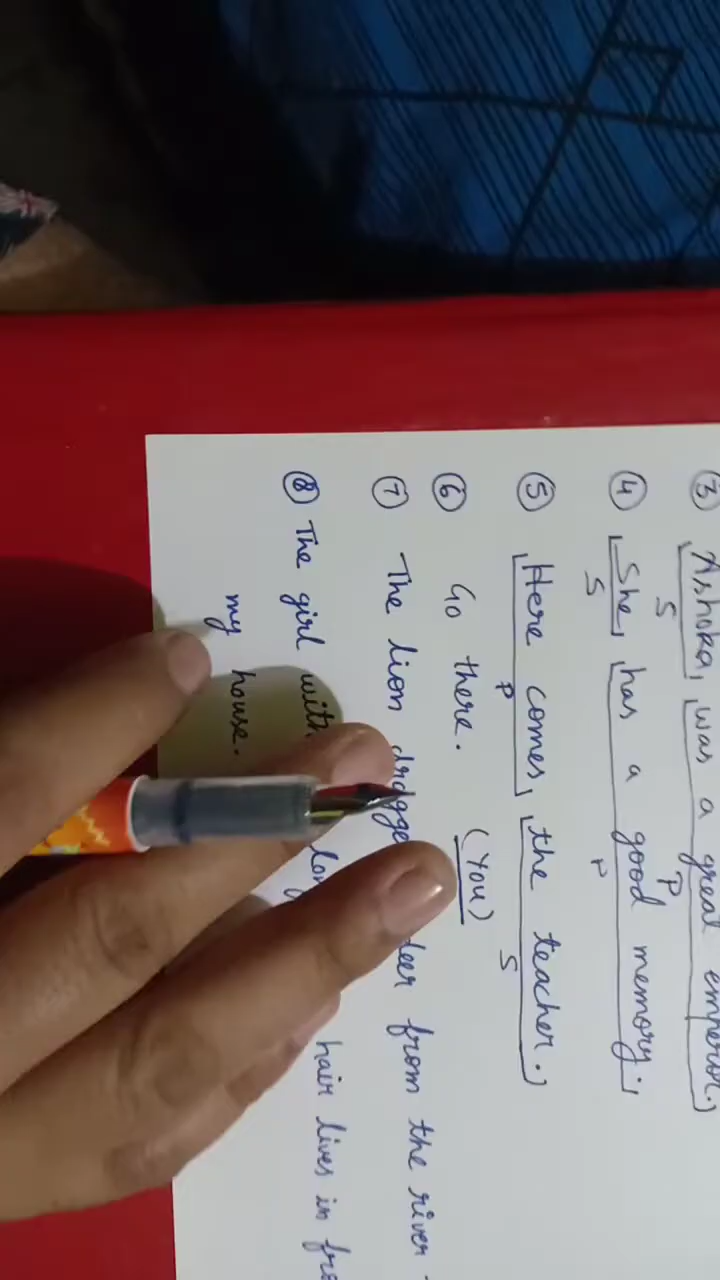 ③ Ashoka, was a great emperor.
S P
④ She, has a good memory.
S P
⑤ Here comes, the teacher.
P S
⑥ Go there. (You)
⑦ The lion deer from the river
⑧ The girl with hair lives in
my house.